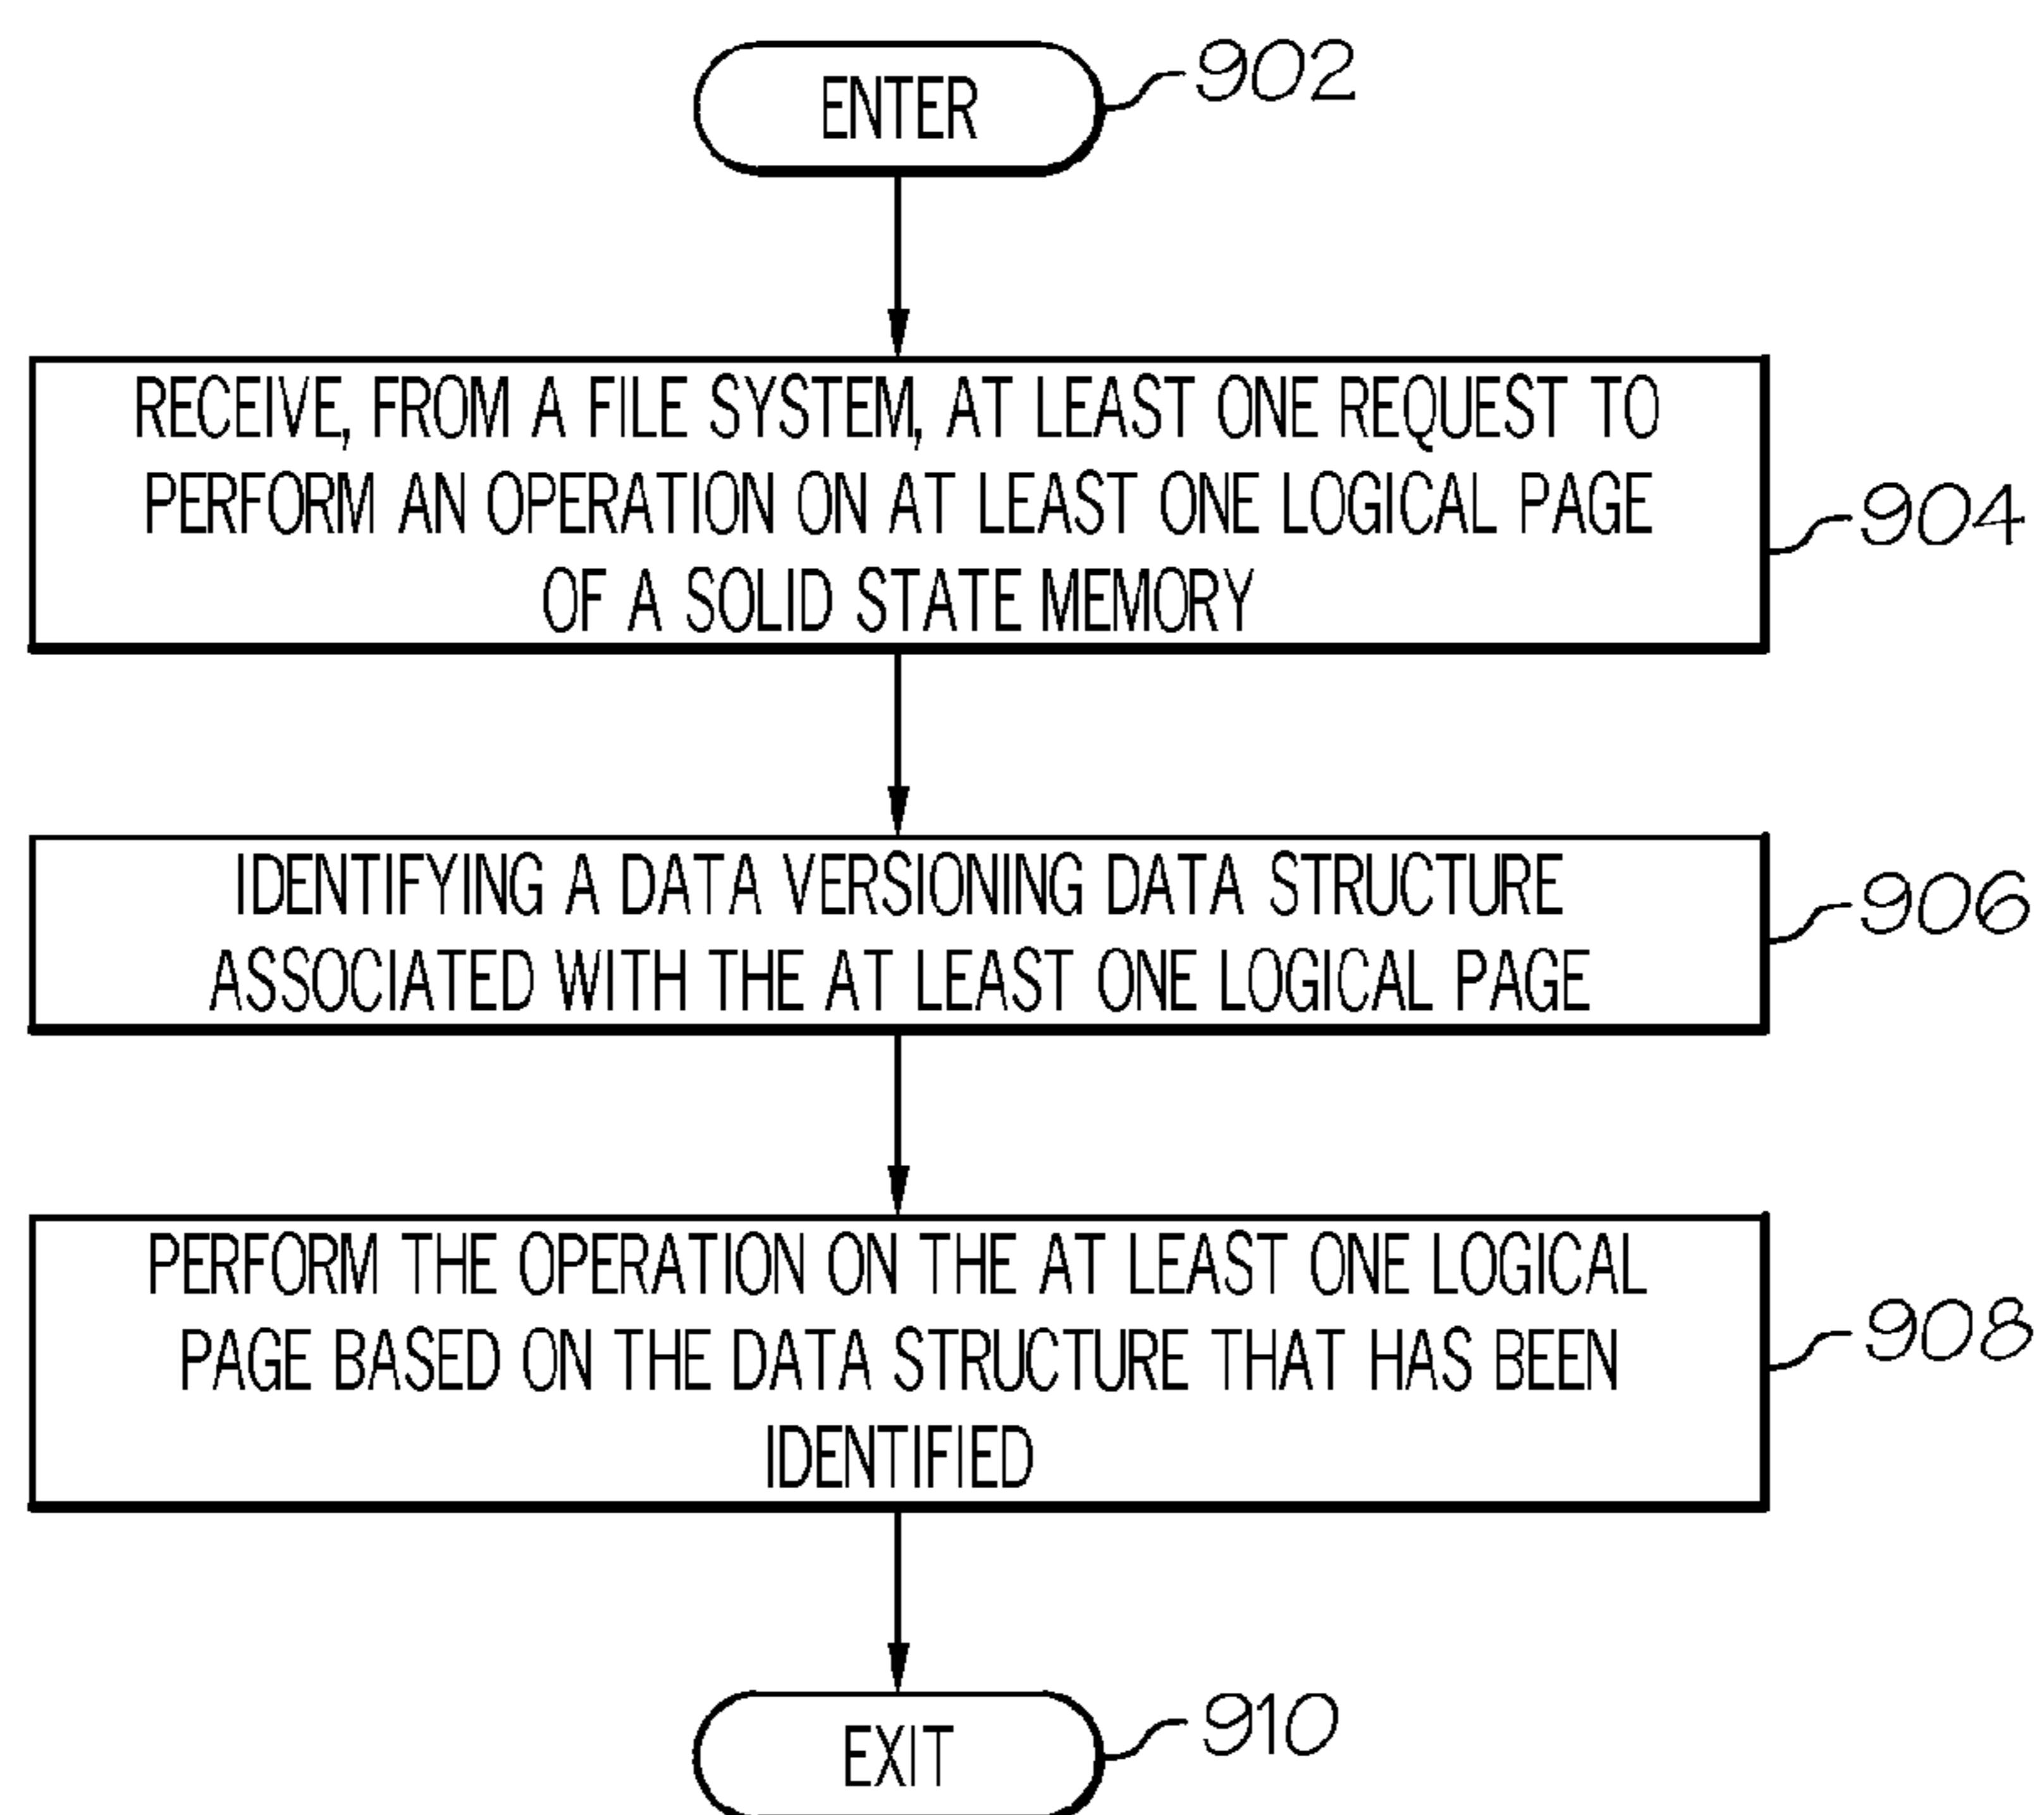 ENTER
902
RECEIVE, FROM A FILE SYSTEM, AT LEAST ONE REQUEST TO
PERFORM AN OPERATION ON AT LEAST ONE LOGICAL PAGE
OF A SOLID STATE MEMORY
904
IDENTIFYING A DATA VERSIONING DATA STRUCTURE
ASSOCIATED WITH THE AT LEAST ONE LOGICAL PAGE
906
PERFORM THE OPERATION ON THE AT LEAST ONE LOGICAL
PAGE BASED ON THE DATA STRUCTURE THAT HAS BEEN
IDENTIFIED
908
EXIT
910